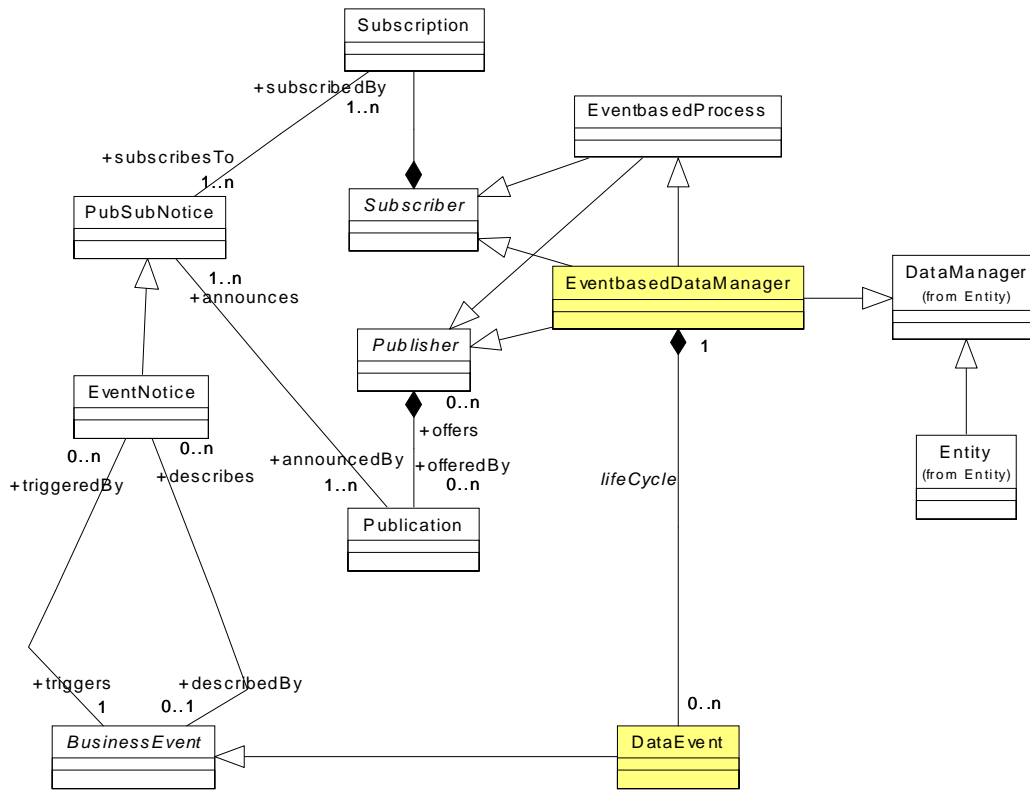 Subscription
+subscribedBy
1..n
EventbasedProcess
+subscribesTo
1..n
PubSubNotice
Subscriber
1..n
+announces
EventbasedDataManager
DataManager
(from Entity)
Publisher
1
EventNotice
0..n
+offers
0..n
0..n
+triggeredBy
+describes
+announcedBy
+offeredBy
1..n
0..n
lifeCycle
Entity
(from Entity)
Publication
+triggers
+describedBy
1
0..1
0..n
BusinessEvent
DataEvent